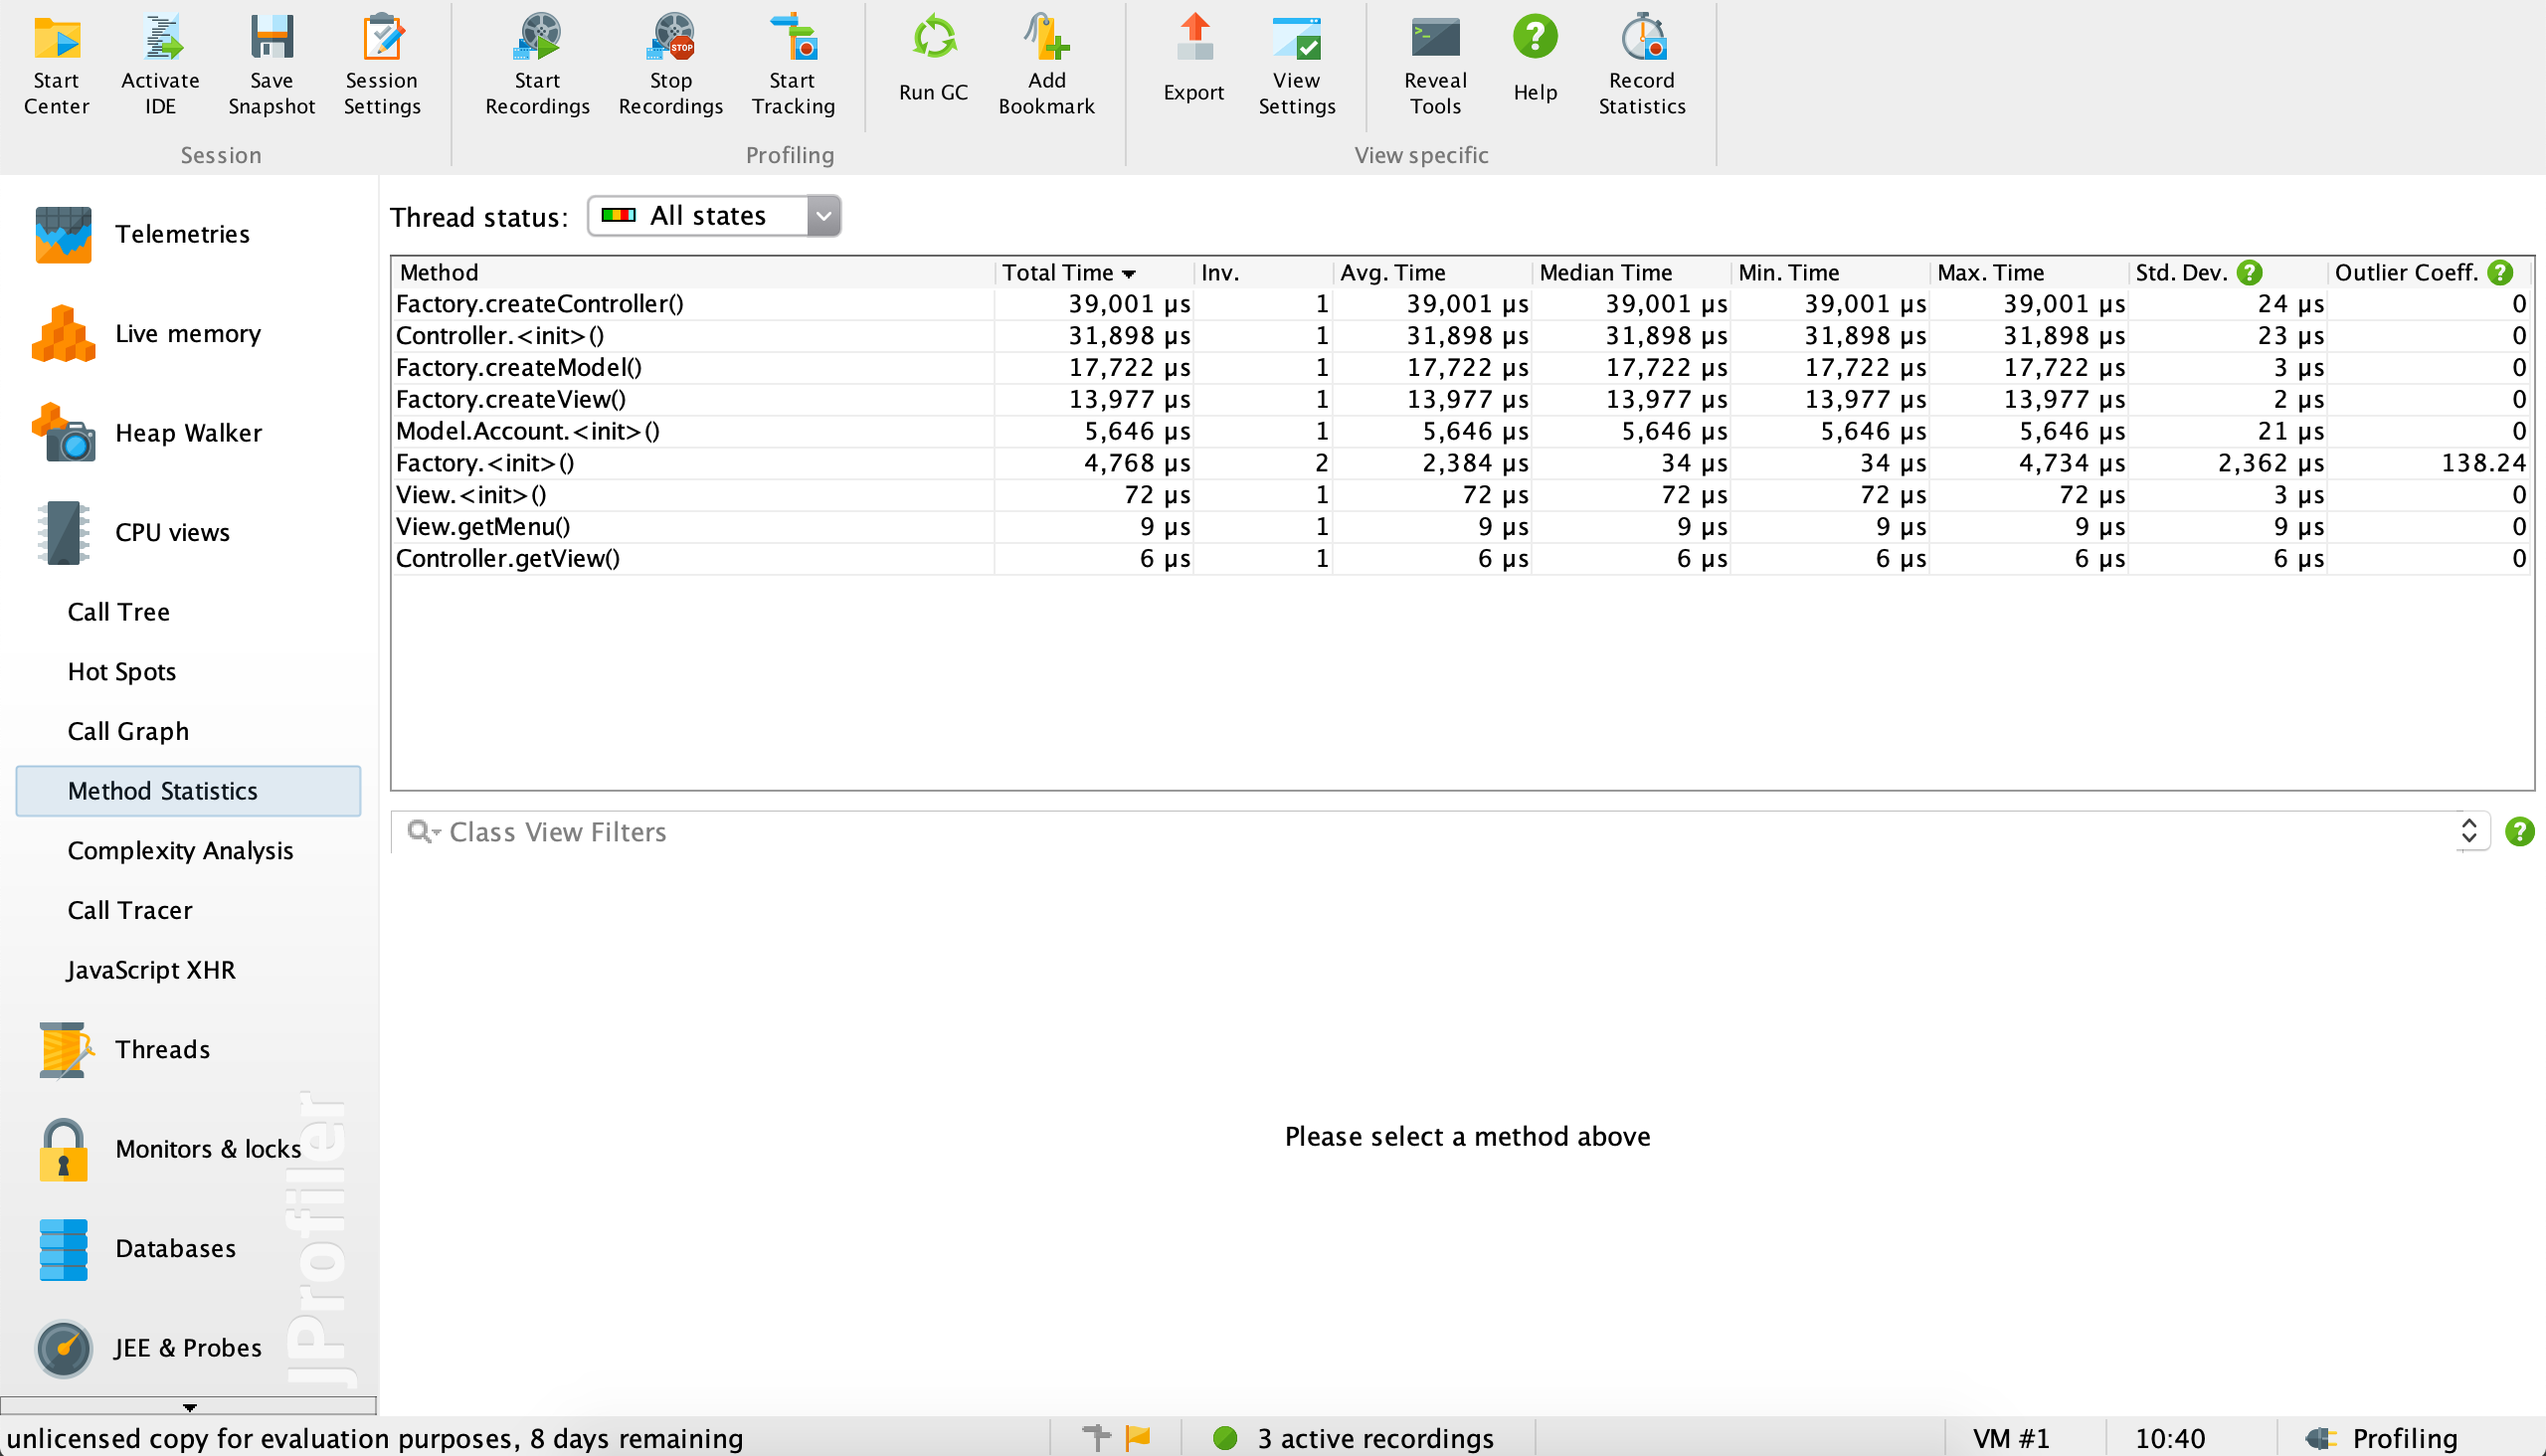 Start Center
Activate IDE
Save Snapshot
Session Settings
Start Recordings
Stop Recordings
Start Tracking
Run GC
Add Bookmark
Export
View Settings
Reveal Tools
Help
Record Statistics
Session
Profiling
View specific
Telemetries
Live memory
Heap Walker
CPU views
Call Tree
Hot Spots
Call Graph
Method Statistics
Complexity Analysis
Call Tracer
JavaScript XHR
Threads
Monitors & locks
Databases
JEE & Probes
JProfiler
Thread status: All states
Method Total Time Inv. Avg. Time Median Time Min. Time Max. Time Std. Dev. ? Outlier Coeff. ?
Factory.createController() 39,001 µs 1 39,001 µs 39,001 µs 39,001 µs 39,001 µs 24 µs 0
Controller.<init>() 31,898 µs 1 31,898 µs 31,898 µs 31,898 µs 31,898 µs 23 µs 0
Factory.createModel() 17,722 µs 1 17,722 µs 17,722 µs 17,722 µs 17,722 µs 3 µs 0
Factory.createView() 13,977 µs 1 13,977 µs 13,977 µs 13,977 µs 13,977 µs 2 µs 0
Model.Account.<init>() 5,646 µs 1 5,646 µs 5,646 µs 5,646 µs 5,646 µs 21 µs 0
Factory.<init>() 4,768 µs 2 2,384 µs 34 µs 34 µs 4,734 µs 2,362 µs 138.24
View.<init>() 72 µs 1 72 µs 72 µs 72 µs 72 µs 3 µs 0
View.getMenu() 9 µs 1 9 µs 9 µs 9 µs 9 µs 9 µs 0
Controller.getView() 6 µs 1 6 µs 6 µs 6 µs 6 µs 6 µs 0
Class View Filters ?
Please select a method above
unlicensed copy for evaluation purposes, 8 days remaining
3 active recordings
VM #1
10:40
Profiling